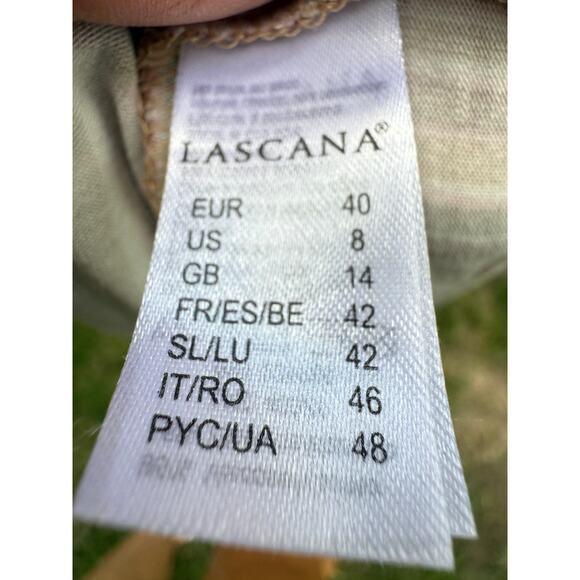 LASCANA®
EUR 40
US 8
GB 14
FR/ES/BE 42
SL/LU 42
IT/RO 46
РУС/UA 48